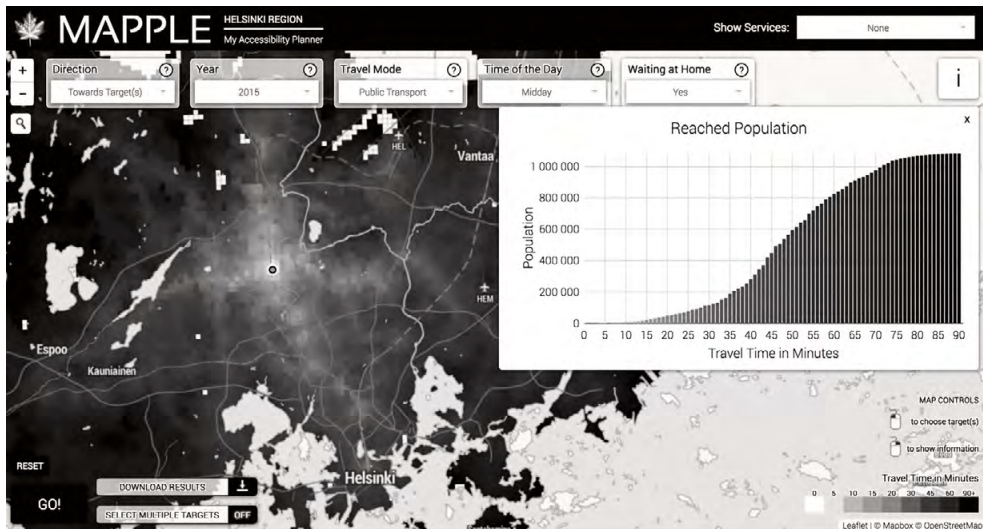 MAPPLE
HELSINKI REGION
My Accessibility Planner
Show Services:
None
+
−
Direction ?
Towards Target(s)
Year ?
2015
Travel Mode ?
Public Transport
Time of the Day ?
Midday
Waiting at Home ?
Yes
i
x
Reached Population
Population
1 000 000
800 000
600 000
400 000
200 000
0
0 5 10 15 20 25 30 35 40 45 50 55 60 65 70 75 80 85 90
Travel Time in Minutes
HEL
Vantaa
HEM
Espoo
Kauniainen
Helsinki
RESET
GO!
DOWNLOAD RESULTS
SELECT MULTIPLE TARGETS OFF
MAP CONTROLS
to choose target(s)
to show information
Travel Time in Minutes
0 5 10 15 20 30 45 60 90+
Leaflet | © Mapbox © OpenStreetMap